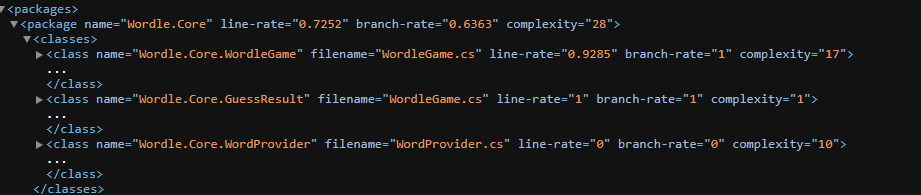 ▼<packages>
▼<package name="Wordle.Core" line-rate="0.7252" branch-rate="0.6363" complexity="28">
▼<classes>
▶<class name="Wordle.Core.WordleGame" filename="WordleGame.cs" line-rate="0.9285" branch-rate="1" complexity="17">
...
</class>
▶<class name="Wordle.Core.GuessResult" filename="WordleGame.cs" line-rate="1" branch-rate="1" complexity="1">
...
</class>
▶<class name="Wordle.Core.WordProvider" filename="WordProvider.cs" line-rate="0" branch-rate="0" complexity="10">
...
</class>
</classes>